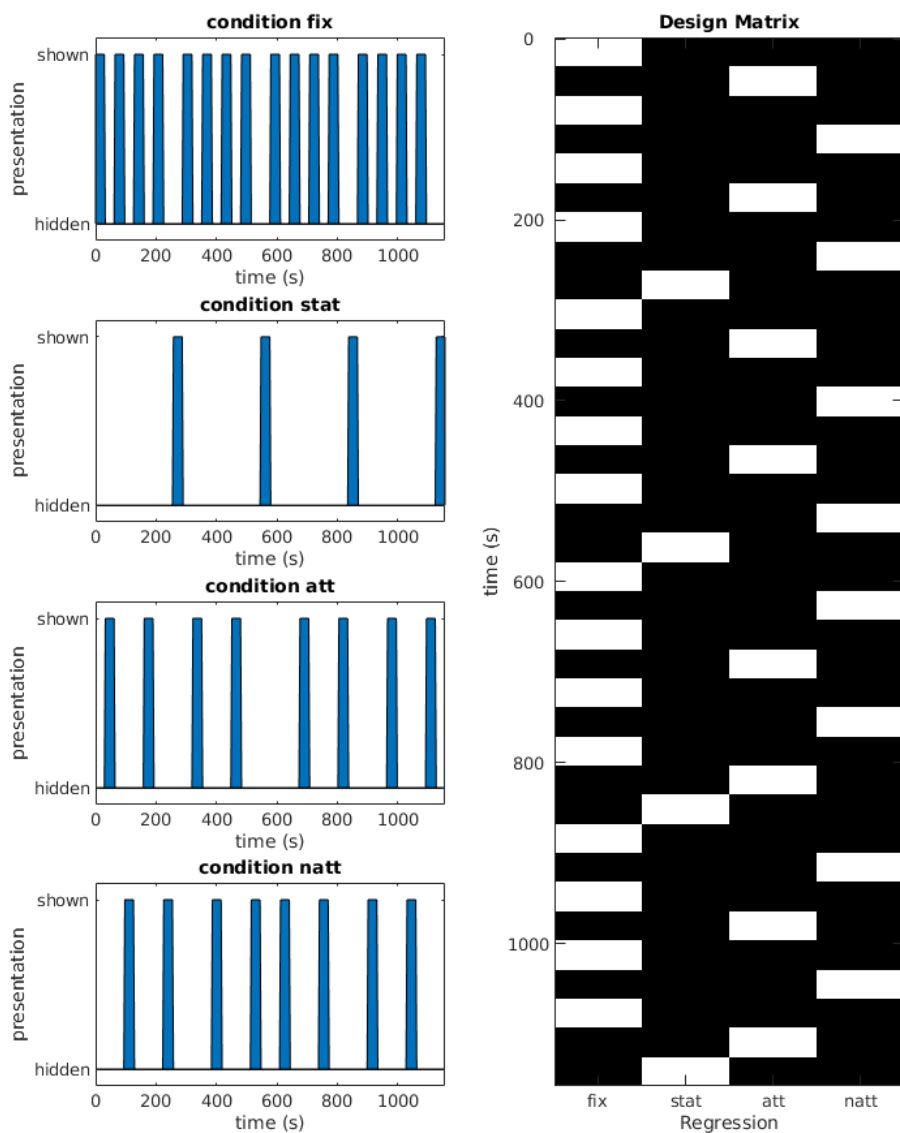 condition fix
shown
presentation
hidden
0 200 400 600 800 1000
time (s)
condition stat
shown
presentation
hidden
0 200 400 600 800 1000
time (s)
condition att
shown
presentation
hidden
0 200 400 600 800 1000
time (s)
condition natt
shown
presentation
hidden
0 200 400 600 800 1000
time (s)
Design Matrix
0
200
400
time (s)
600
800
1000
fix stat att natt
Regression